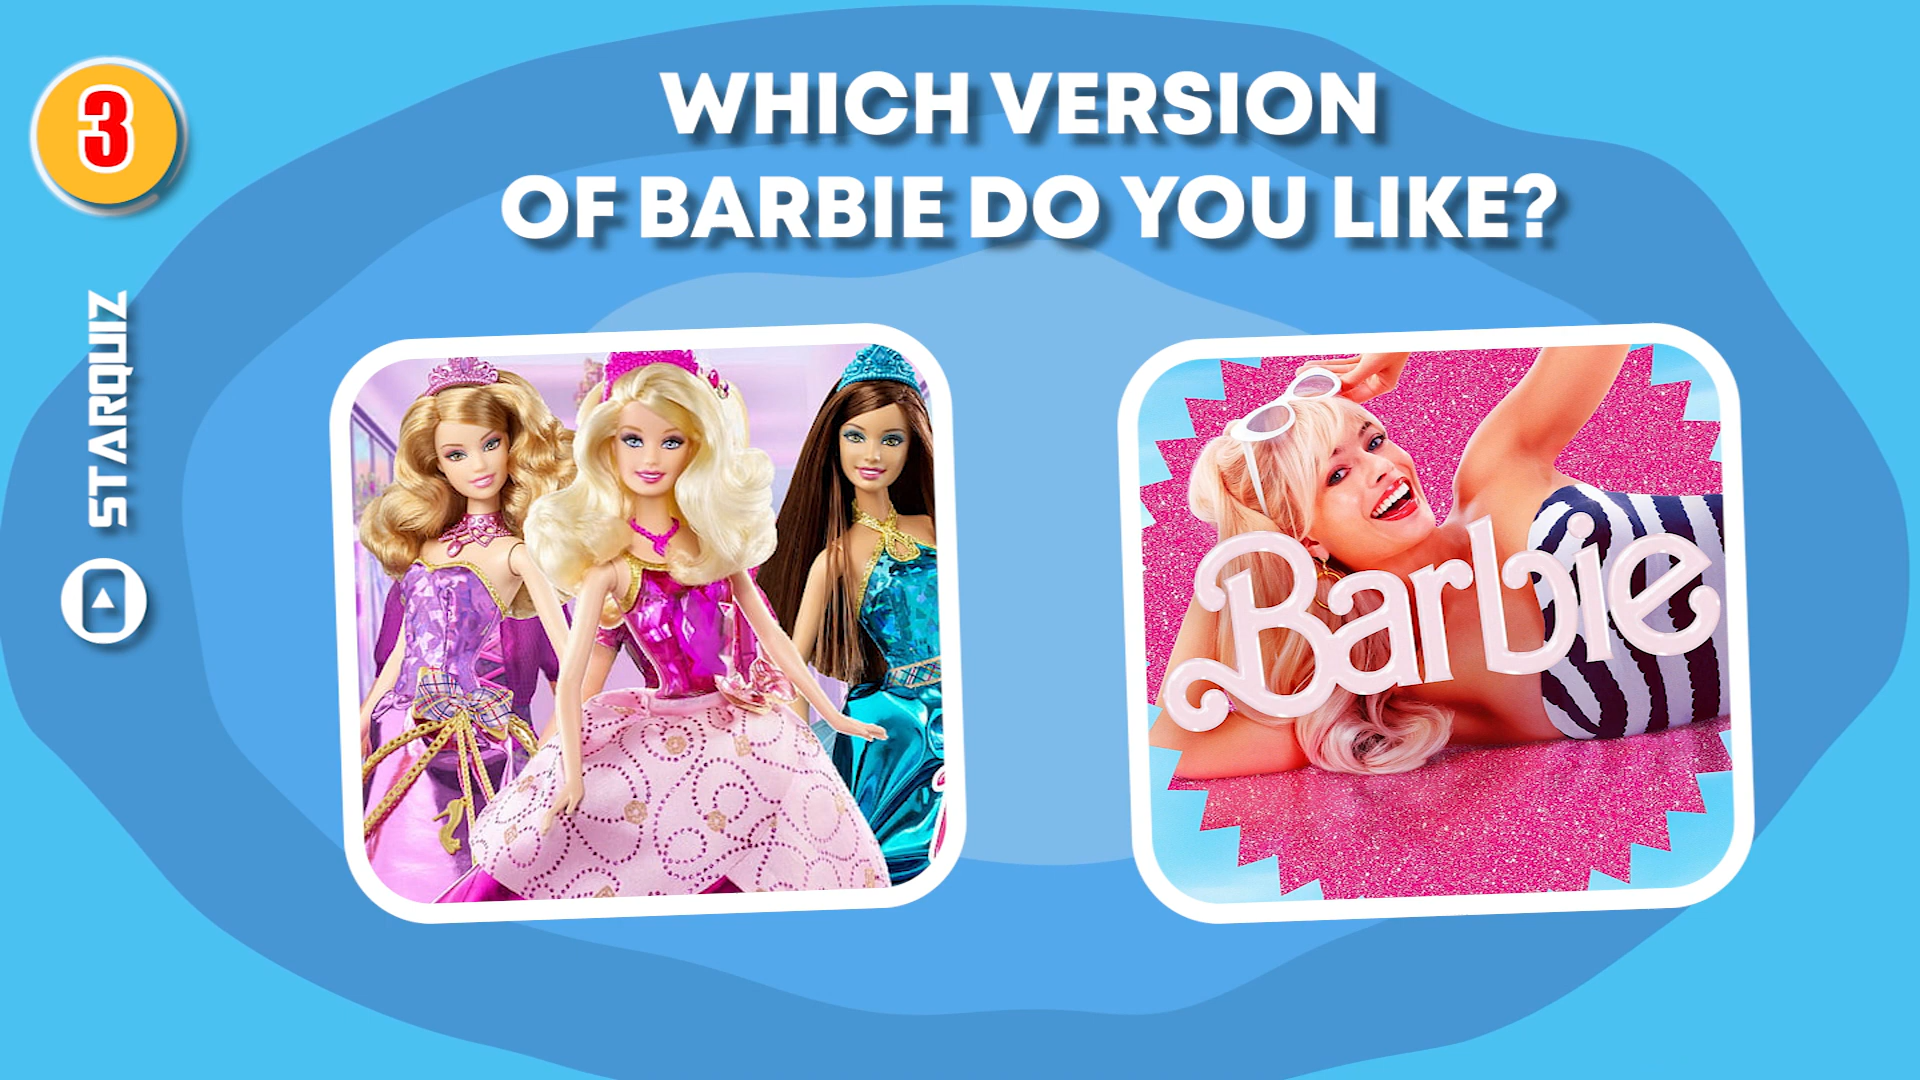 3
WHICH VERSION
OF BARBIE DO YOU LIKE?
STARQUIZ
Barbie